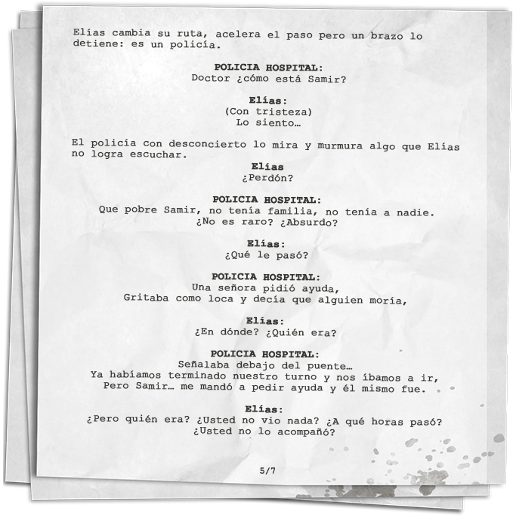 Elías cambia su ruta, acelera el paso pero un brazo lo
detiene: es un policía.
POLICIA HOSPITAL:
Doctor ¿cómo está Samir?
Elías:
(Con tristeza)
Lo siento…
El policía con desconcierto lo mira y murmura algo que Elías
no logra escuchar.
Elías
¿Perdón?
POLICIA HOSPITAL:
Que pobre Samir, no tenía familia, no tenía a nadie.
¿No es raro? ¿Absurdo?
Elías:
¿Qué le pasó?
POLICIA HOSPITAL:
Una señora pidió ayuda,
Gritaba como loca y decía que alguien moría,
Elías:
¿En dónde? ¿Quién era?
POLICIA HOSPITAL:
Señalaba debajo del puente…
Ya habíamos terminado nuestro turno y nos íbamos a ir,
Pero Samir… me mandó a pedir ayuda y él mismo fue.
Elías:
¿Pero quién era? ¿Usted no vio nada? ¿A qué horas pasó?
¿Usted no lo acompañó?
5/7